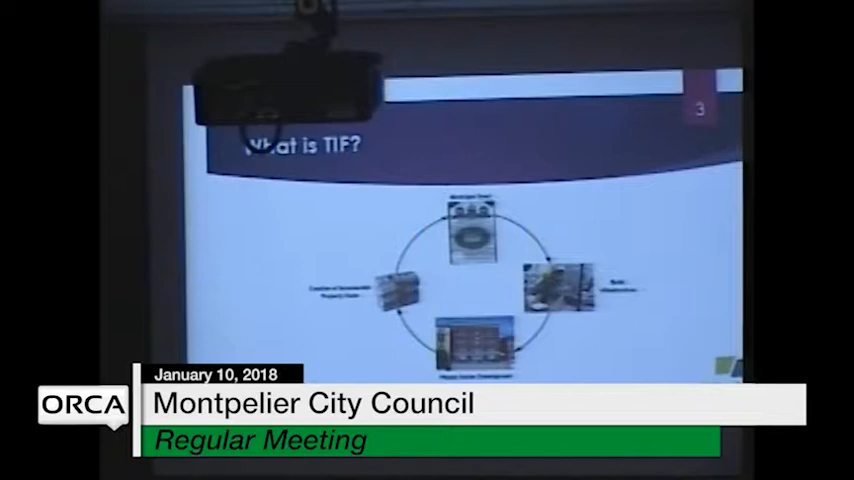 3
What is TIF?
January 10, 2018
ORCA
Montpelier City Council
Regular Meeting